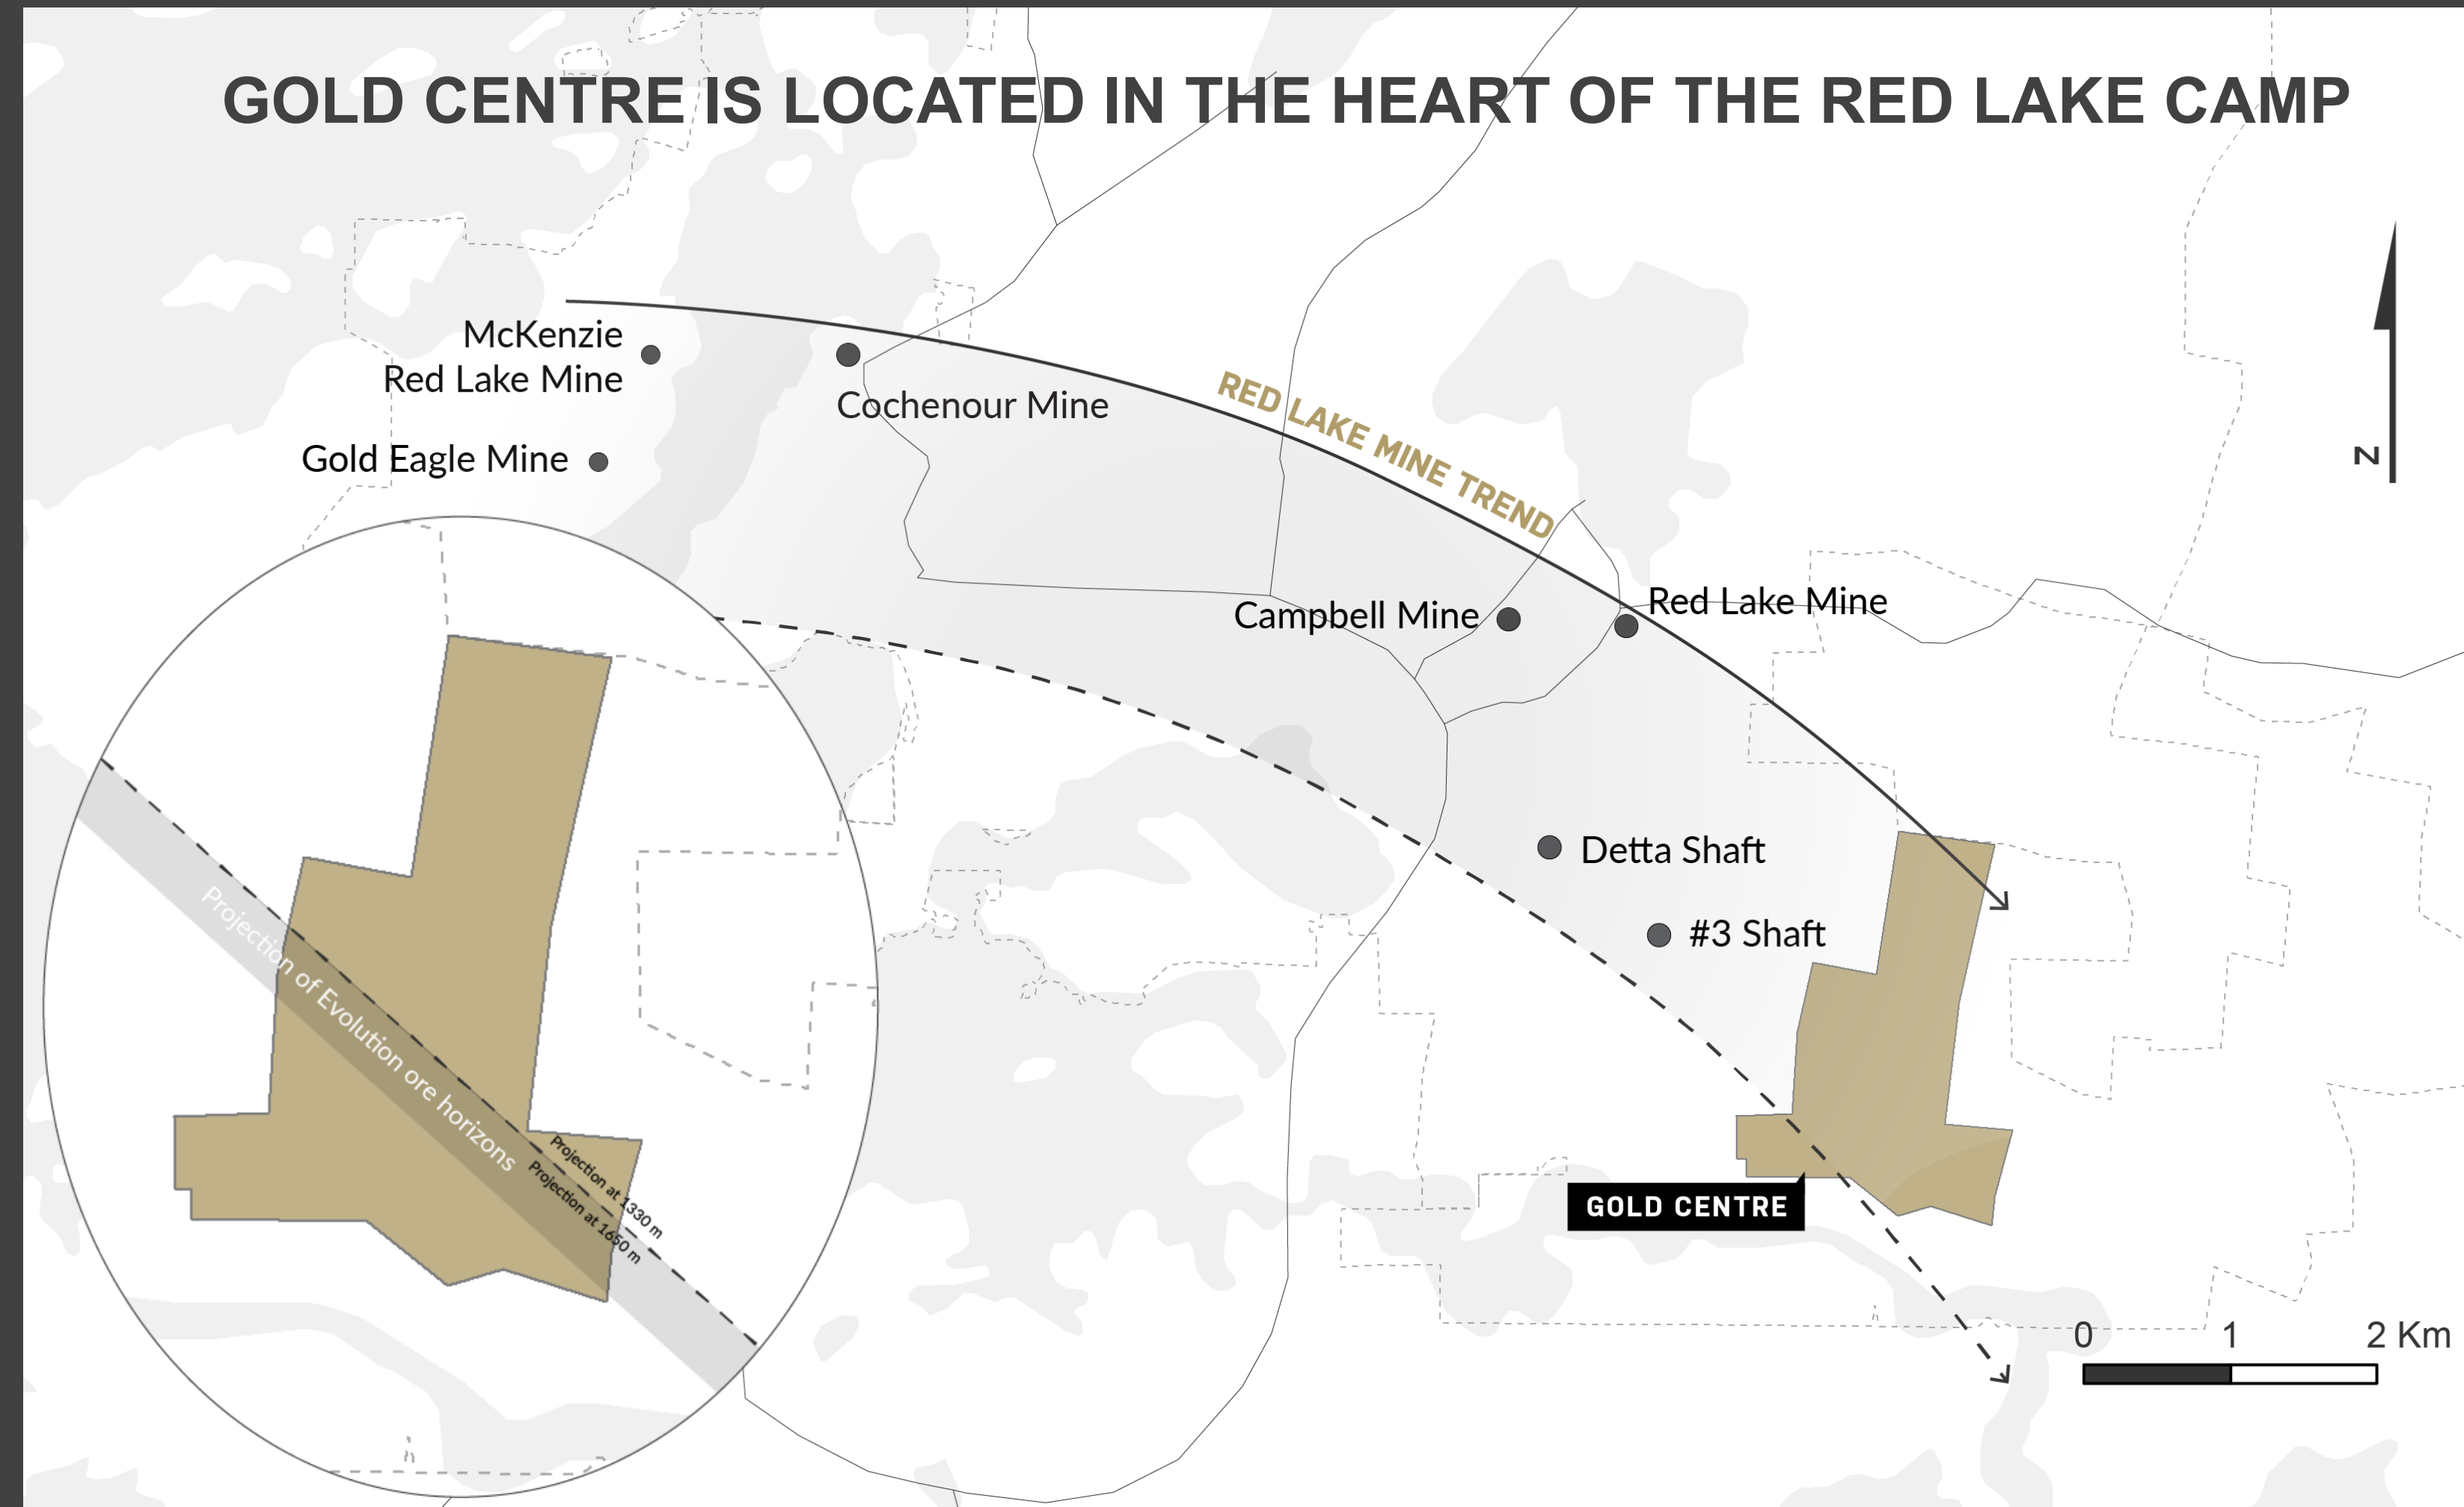 GOLD CENTRE IS LOCATED IN THE HEART OF THE RED LAKE CAMP
McKenzie
Red Lake Mine
Cochenour Mine
Gold Eagle Mine
RED LAKE MINE TREND
N
Campbell Mine
Red Lake Mine
Detta Shaft
#3 Shaft
Projection of Evolution ore horizons
Projection at 1330 m
Projection at 1650 m
GOLD CENTRE
0 1 2 Km